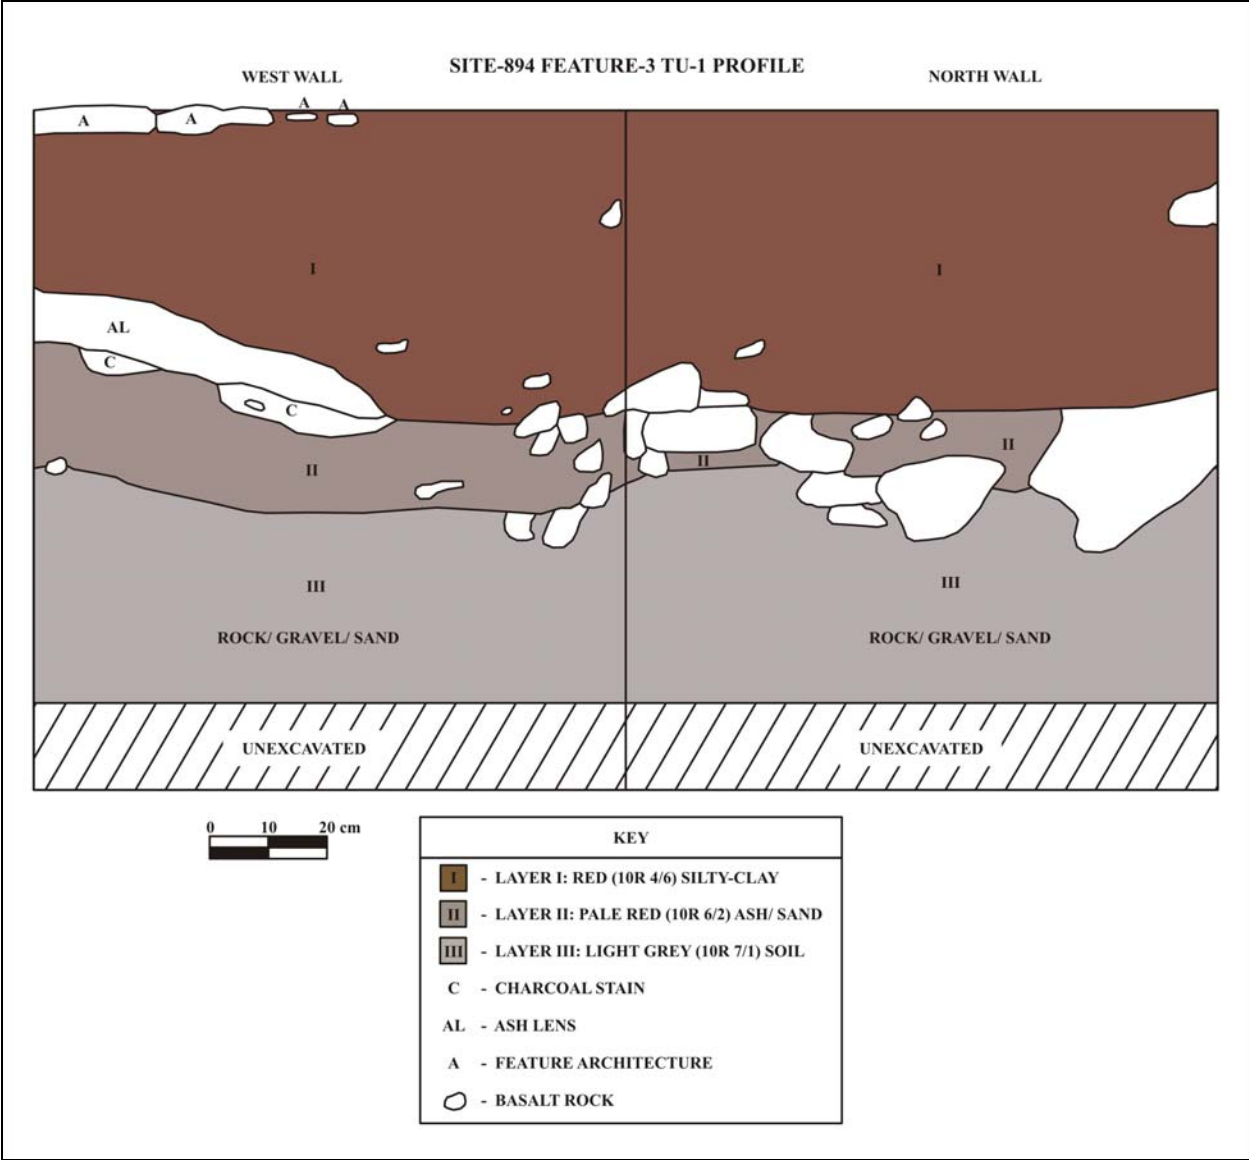 SITE-894 FEATURE-3 TU-1 PROFILE
WEST WALL
NORTH WALL
A
A
A
A
I
I
AL
C
C
II
II
II
III
III
ROCK/ GRAVEL/ SAND
ROCK/ GRAVEL/ SAND
UNEXCAVATED
UNEXCAVATED
0 10 20 cm
KEY
I - LAYER I: RED (10R 4/6) SILTY-CLAY
II - LAYER II: PALE RED (10R 6/2) ASH/ SAND
III - LAYER III: LIGHT GREY (10R 7/1) SOIL
C - CHARCOAL STAIN
AL - ASH LENS
A - FEATURE ARCHITECTURE
- BASALT ROCK